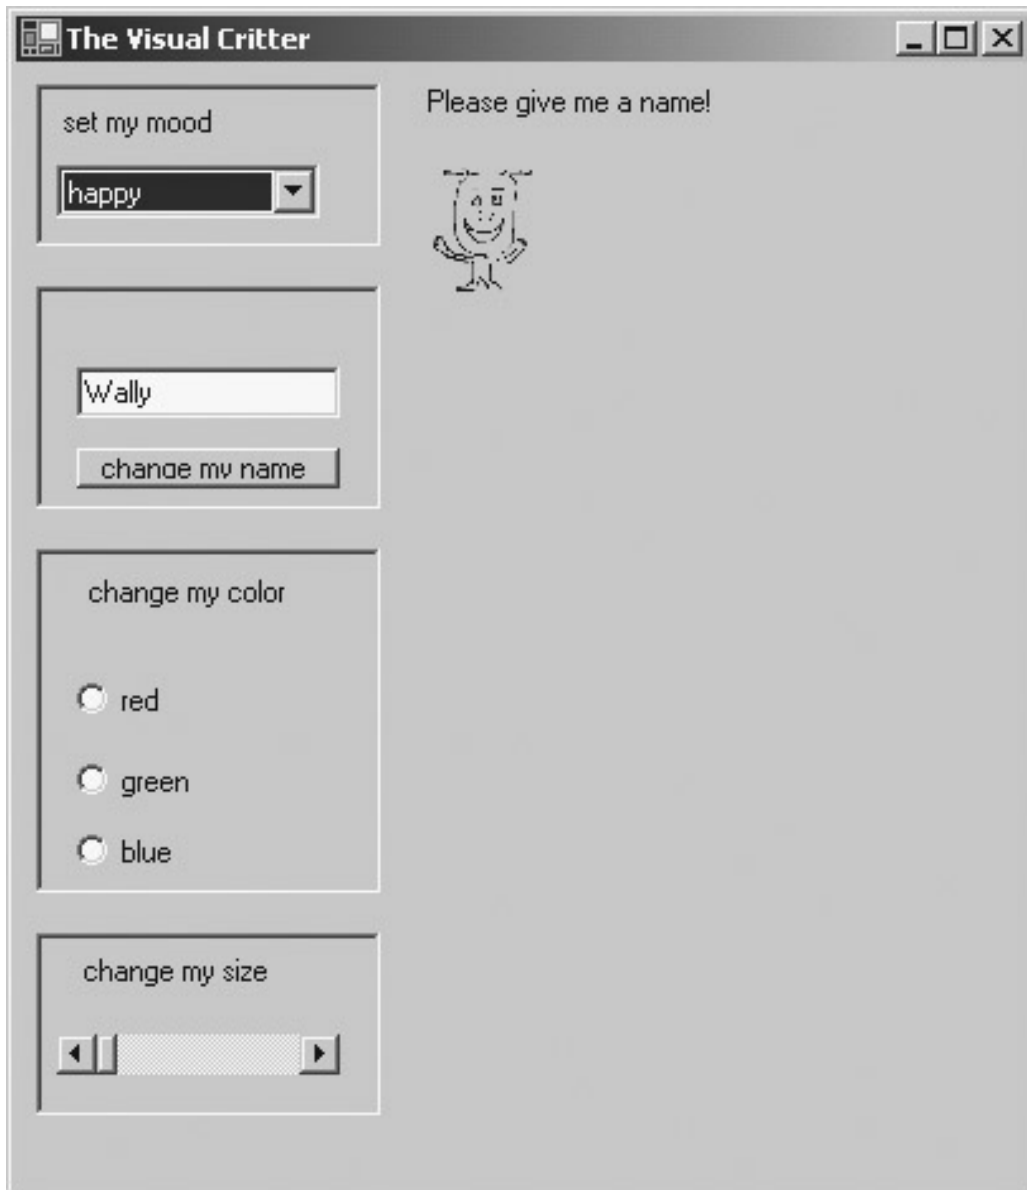 The Visual Critter
set my mood
happy
Please give me a name!
Wally
change my name
change my color
red
green
blue
change my size